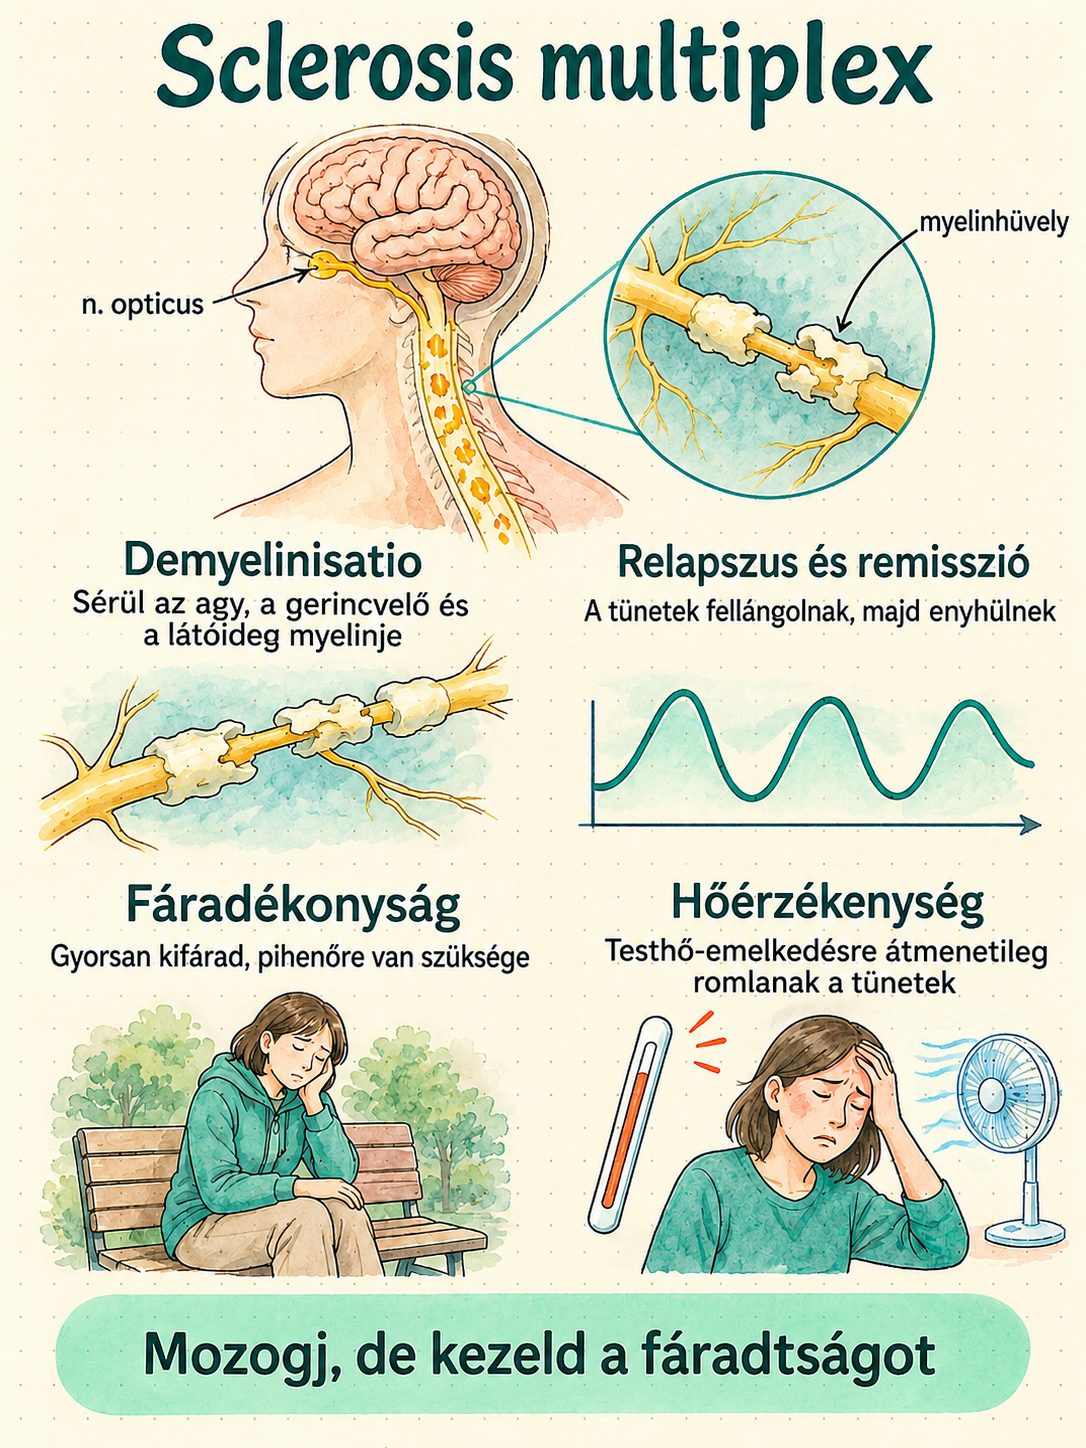 Sclerosis multiplex
myelinhüvely
n. opticus
Demyelinisatio
Sérül az agy, a gerincvelő és
a látóideg myelinje
Relapszus és remisszió
A tünetek fellángolnak, majd enyhülnek
Fáradékonyság
Gyorsan kifárad, pihenőre van szüksége
Hőérzékenység
Testhő-emelkedésre átmenetileg
romlanak a tünetek
Mozogj, de kezeld a fáradtságot